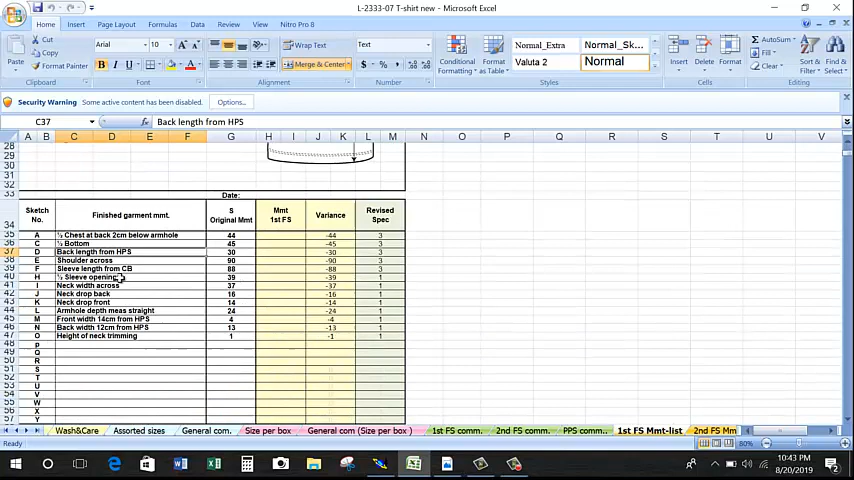 L-2333-07 T-shirt new - Microsoft Excel
Home Insert Page Layout Formulas Data Review View Nitro Pro 8
Paste Cut Copy Format Painter Clipboard
Arial 10 B I U Font
Wrap Text Merge & Center Alignment
Text $ % , Number
Conditional Formatting Format as Table Normal_Extra Normal_Sk... Valuta 2 Normal Styles
Insert Delete Format Cells
AutoSum Fill Clear Sort & Filter Find & Select Editing
Security Warning Some active content has been disabled. Options...
C37 fx Back length from HPS
A B C D E F G H I J K L M N O P Q R S T U V
28
29
30
31
32
33 Date:
34 Sketch No. Finished garment mmt. S Original Mmt Mmt 1st FS Variance Revised Spec
35 A ½ Chest at back 2cm below armhole 44 -44 3
36 C ½ Bottom 45 -45 3
37 D Back length from HPS 30 -30 3
38 E Shoulder across 90 -90 3
39 F Sleeve length from CB 88 -88 3
40 H ½ Sleeve opening 39 -39 1
41 I Neck width across 37 -37 1
42 J Neck drop back 16 -16 1
43 K Neck drop front 14 -14 1
44 L Armhole depth meas straight 24 -24 1
45 M Front width 14cm from HPS 4 -4 1
46 N Back width 12cm from HPS 13 -13 1
47 O Height of neck trimming 1 -1 1
48 p
49 Q
50 R
51 S
52 T
53 U
54 V
55 W
56 X
57 Y
Wash&Care Assorted sizes General com. Size per box General com (Size per box ) 1st FS comm. 2nd FS comm. PPS comm.. 1st FS Mmt-list 2nd FS Mm
Ready 80%
10:43 PM
8/20/2019